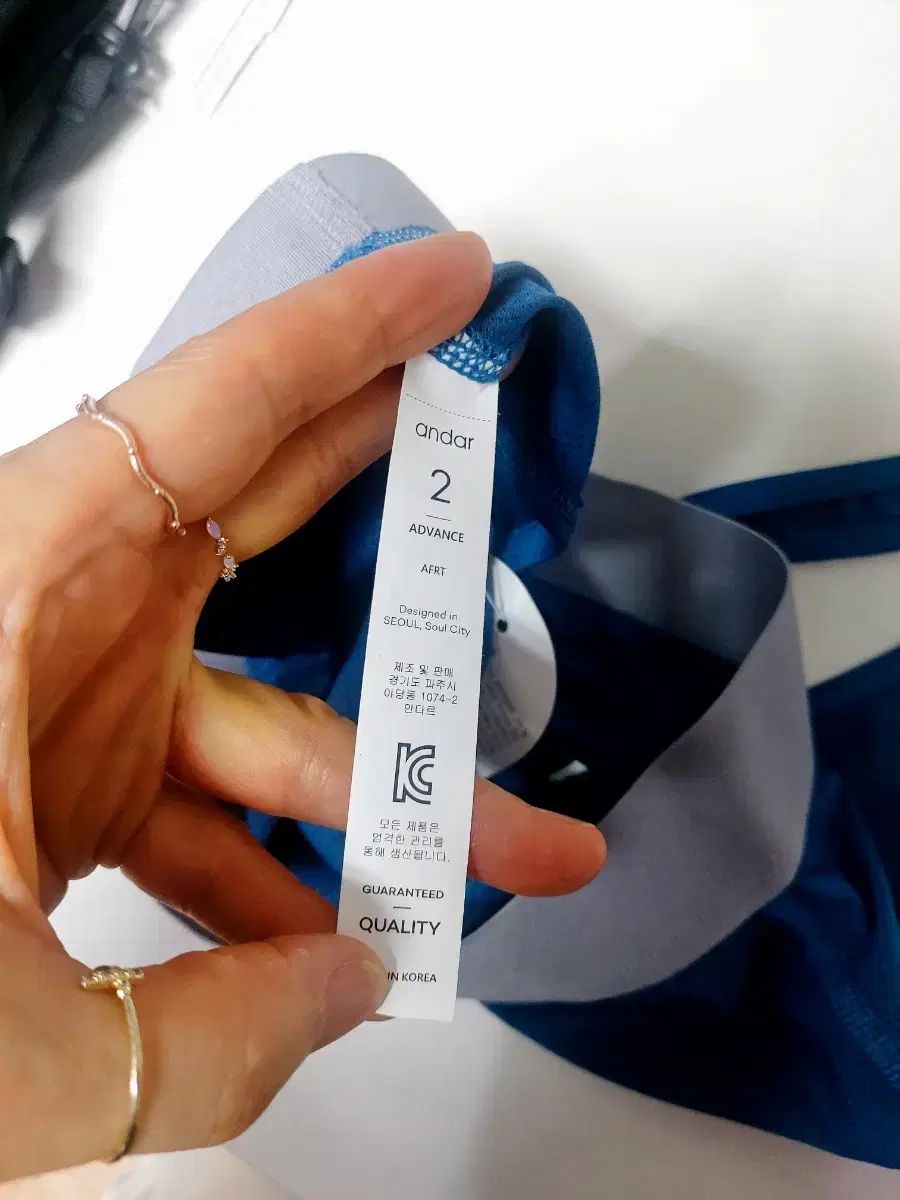 andar
2
ADVANCE
AFRT
Designed in
SEOUL, Soul City
제조 및 판매
경기도 파주시
야당동 1074-2
안다르
KC
모든 제품은
엄격한 관리를
통해 생산됩니다.
GUARANTEED
QUALITY
IN KOREA